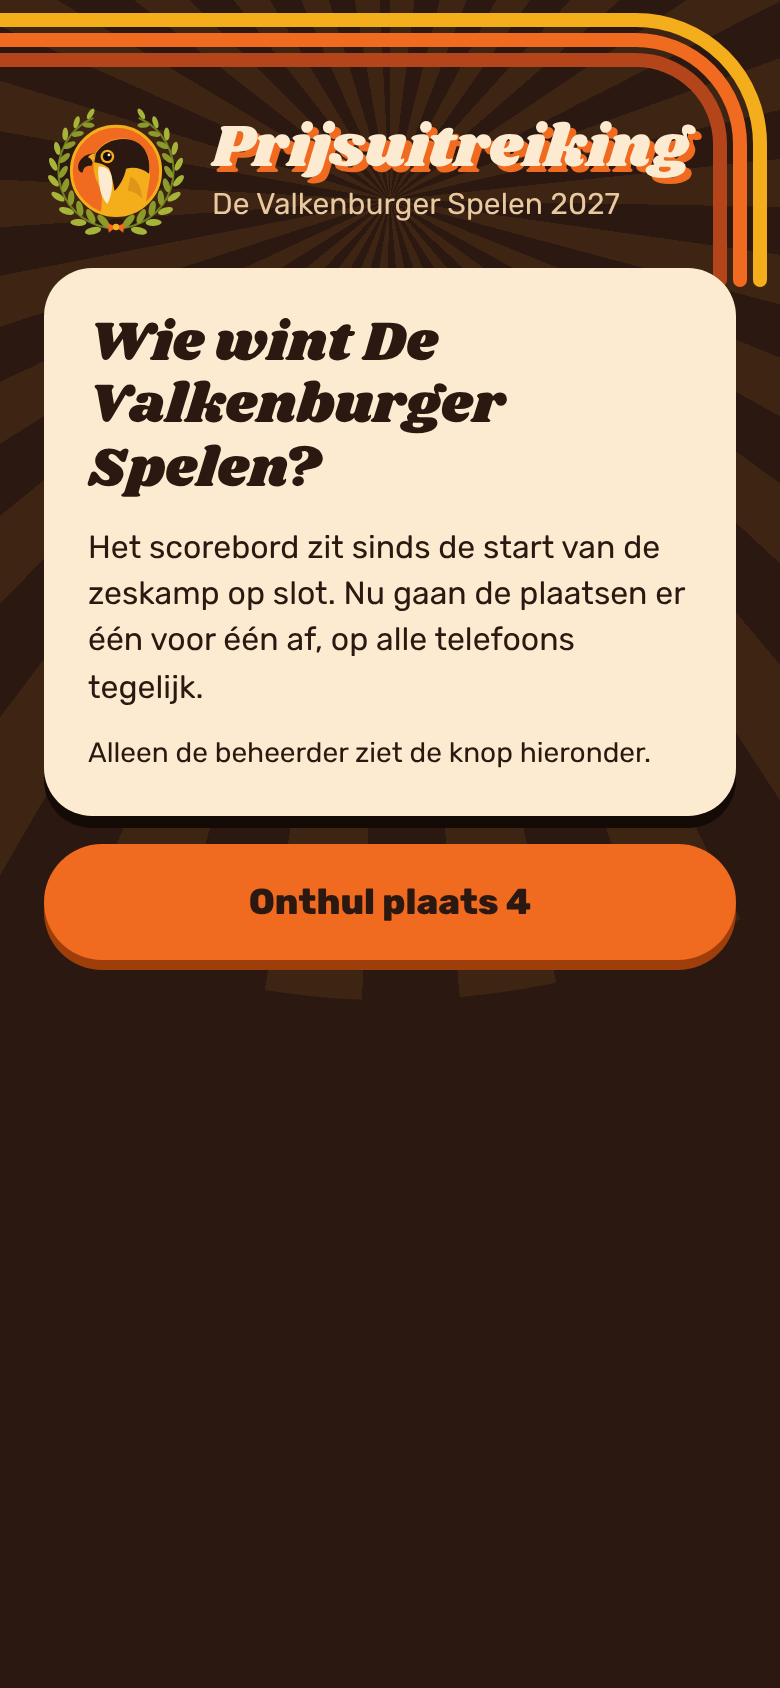 Prijsuitreiking
De Valkenburger Spelen 2027
Wie wint De
Valkenburger
Spelen?
Het scorebord zit sinds de start van de
zeskamp op slot. Nu gaan de plaatsen er
één voor één af, op alle telefoons
tegelijk.
Alleen de beheerder ziet de knop hieronder.
Onthul plaats 4